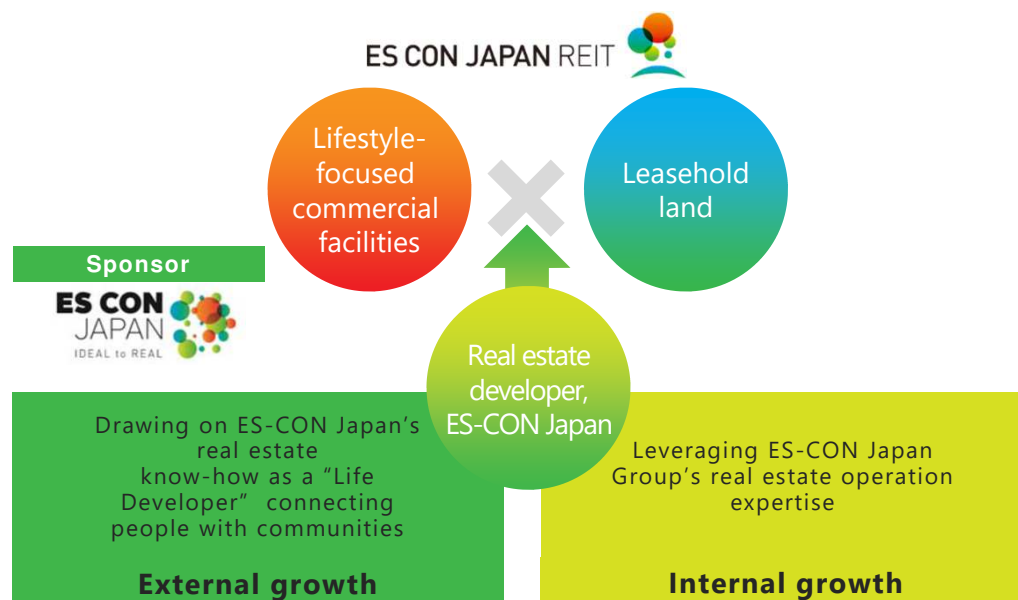 ES CON JAPAN REIT
Lifestyle-
focused
commercial
facilities
Leasehold
land
Sponsor
ES CON
JAPAN
IDEAL to REAL
Real estate
developer,
ES-CON Japan
Drawing on ES-CON Japan’s
real estate
know-how as a “Life
Developer” connecting
people with communities
External growth
Leveraging ES-CON Japan
Group’s real estate operation
expertise
Internal growth